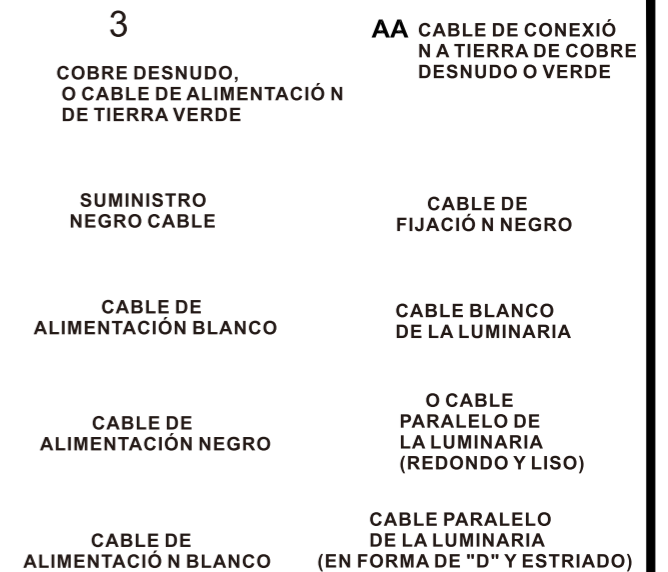 3
COBRE DESNUDO,
O CABLE DE ALIMENTACIÓ N
DE TIERRA VERDE
AA CABLE DE CONEXIÓ
N A TIERRA DE COBRE
DESNUDO O VERDE
SUMINISTRO
NEGRO CABLE
CABLE DE
FIJACIÓ N NEGRO
CABLE DE
ALIMENTACIÓN BLANCO
CABLE BLANCO
DE LA LUMINARIA
CABLE DE
ALIMENTACIÓN NEGRO
O CABLE
PARALELO DE
LA LUMINARIA
(REDONDO Y LISO)
CABLE DE
ALIMENTACIÓ N BLANCO
CABLE PARALELO
DE LA LUMINARIA
(EN FORMA DE "D" Y ESTRIADO)